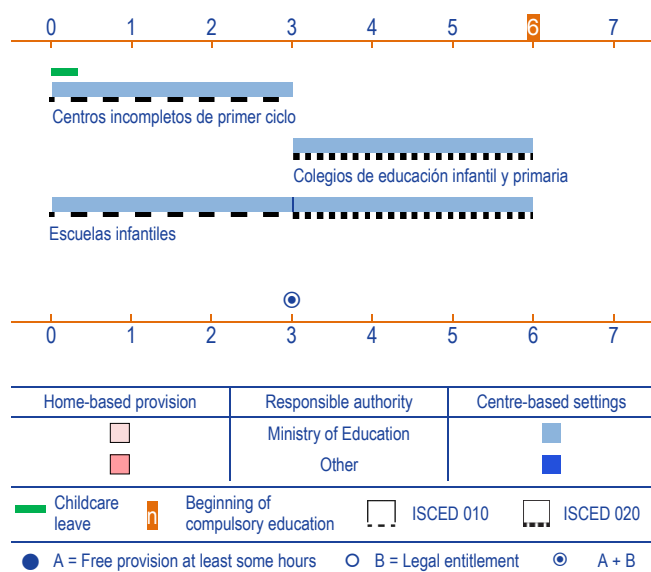 0 1 2 3 4 5 6 7
Centros incompletos de primer ciclo
Colegios de educación infantil y primaria
Escuelas infantiles
0 1 2 3 4 5 6 7
Home-based provision Responsible authority Centre-based settings
Ministry of Education
Other
Childcare
leave
n
Beginning of
compulsory education
ISCED 010
ISCED 020
A = Free provision at least some hours B = Legal entitlement A + B